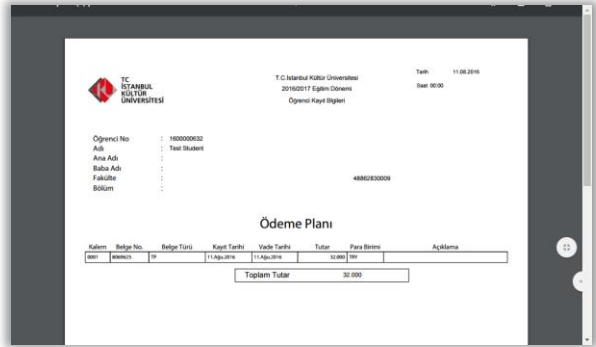 TC
İSTANBUL
KÜLTÜR
ÜNİVERSİTESİ
T.C.İstanbul Kültür Üniversitesi
2016/2017 Eğitim Dönemi
Öğrenci Kayıt Blgileri
Tarih 11.08.2016
Saat 00:00
Öğrenci No : 1600000632
Adı : Test Student
Ana Adı :
Baba Adı :
Fakülte : 48862830009
Bölüm :
Ödeme Planı
Kalem Belge No. Belge Türü Kayıt Tarihi Vade Tarihi Tutar Para Birimi Açıklama
0001 8069625 TP 11.Ağu.2016 11.Ağu.2016 32.000 TRY
Toplam Tutar 32.000